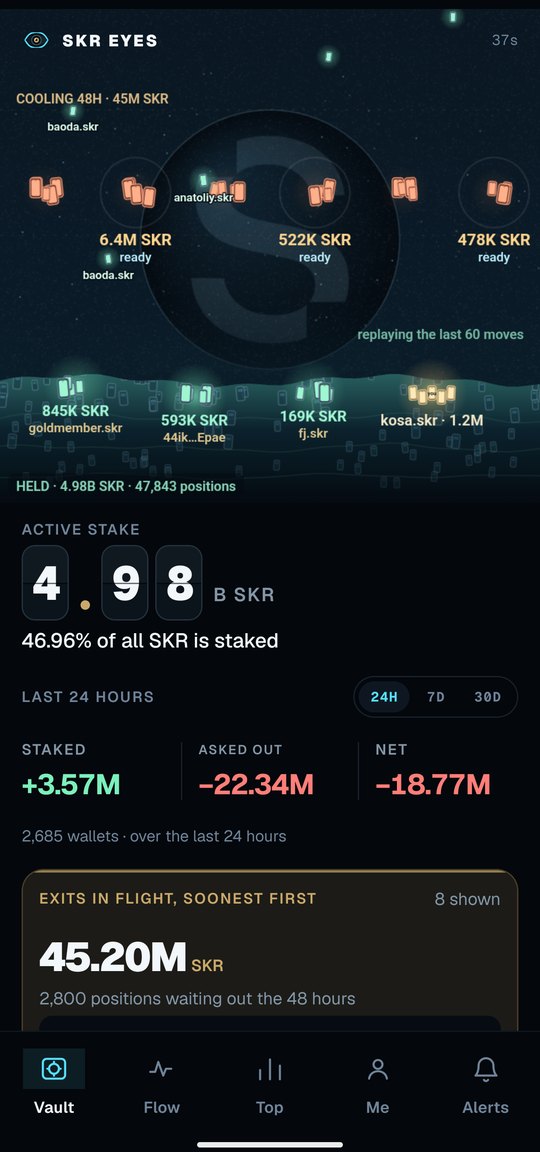 SKR EYES
37s
COOLING 48H · 45M SKR
baoda.skr
anatoliy.skr
6.4M SKR
ready
522K SKR
ready
478K SKR
ready
baoda.skr
replaying the last 60 moves
845K SKR
goldmember.skr
593K SKR
44ik…Epae
169K SKR
fj.skr
kosa.skr · 1.2M
HELD · 4.98B SKR · 47,843 positions
ACTIVE STAKE
4.98 B SKR
46.96% of all SKR is staked
LAST 24 HOURS
24H 7D 30D
STAKED
ASKED OUT
NET
+3.57M
−22.34M
−18.77M
2,685 wallets · over the last 24 hours
EXITS IN FLIGHT, SOONEST FIRST
8 shown
45.20M SKR
2,800 positions waiting out the 48 hours
Vault
Flow
Top
Me
Alerts